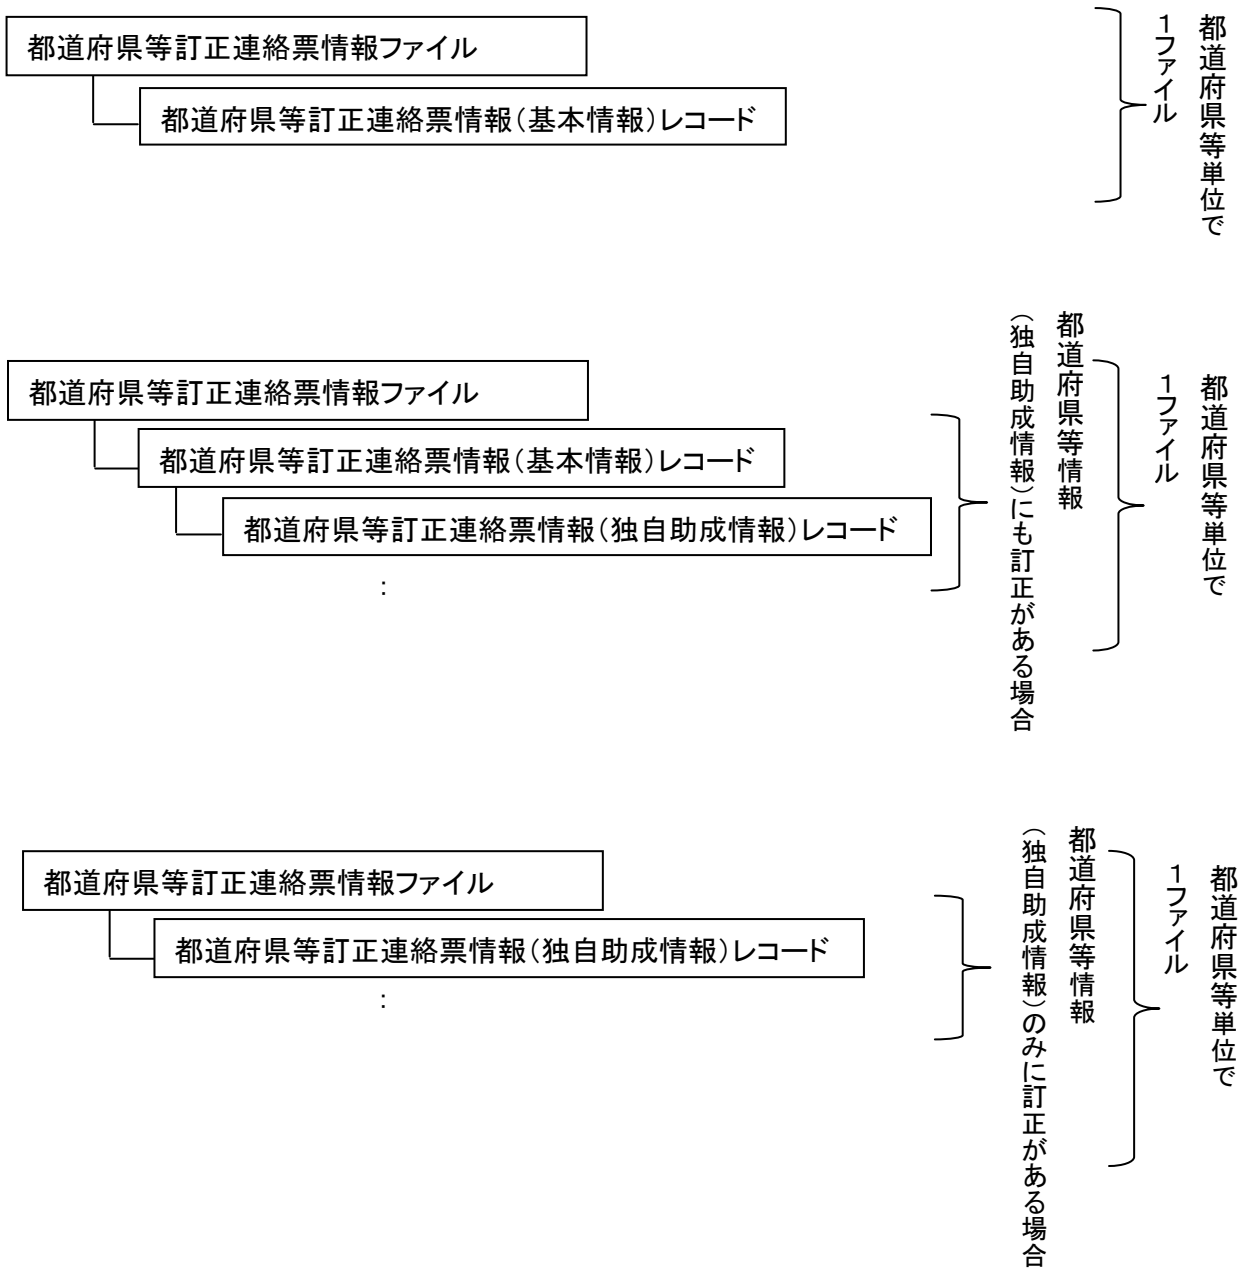 都道府県等訂正連絡票情報ファイル
都道府県等訂正連絡票情報（基本情報）レコード
都道府県等単位で
１ファイル
都道府県等訂正連絡票情報ファイル
都道府県等訂正連絡票情報（基本情報）レコード
都道府県等訂正連絡票情報（独自助成情報）レコード
：
都道府県等情報
（独自助成情報）にも訂正がある場合
都道府県等単位で
１ファイル
都道府県等訂正連絡票情報ファイル
都道府県等訂正連絡票情報（独自助成情報）レコード
：
都道府県等情報
（独自助成情報）のみに訂正がある場合
都道府県等単位で
１ファイル